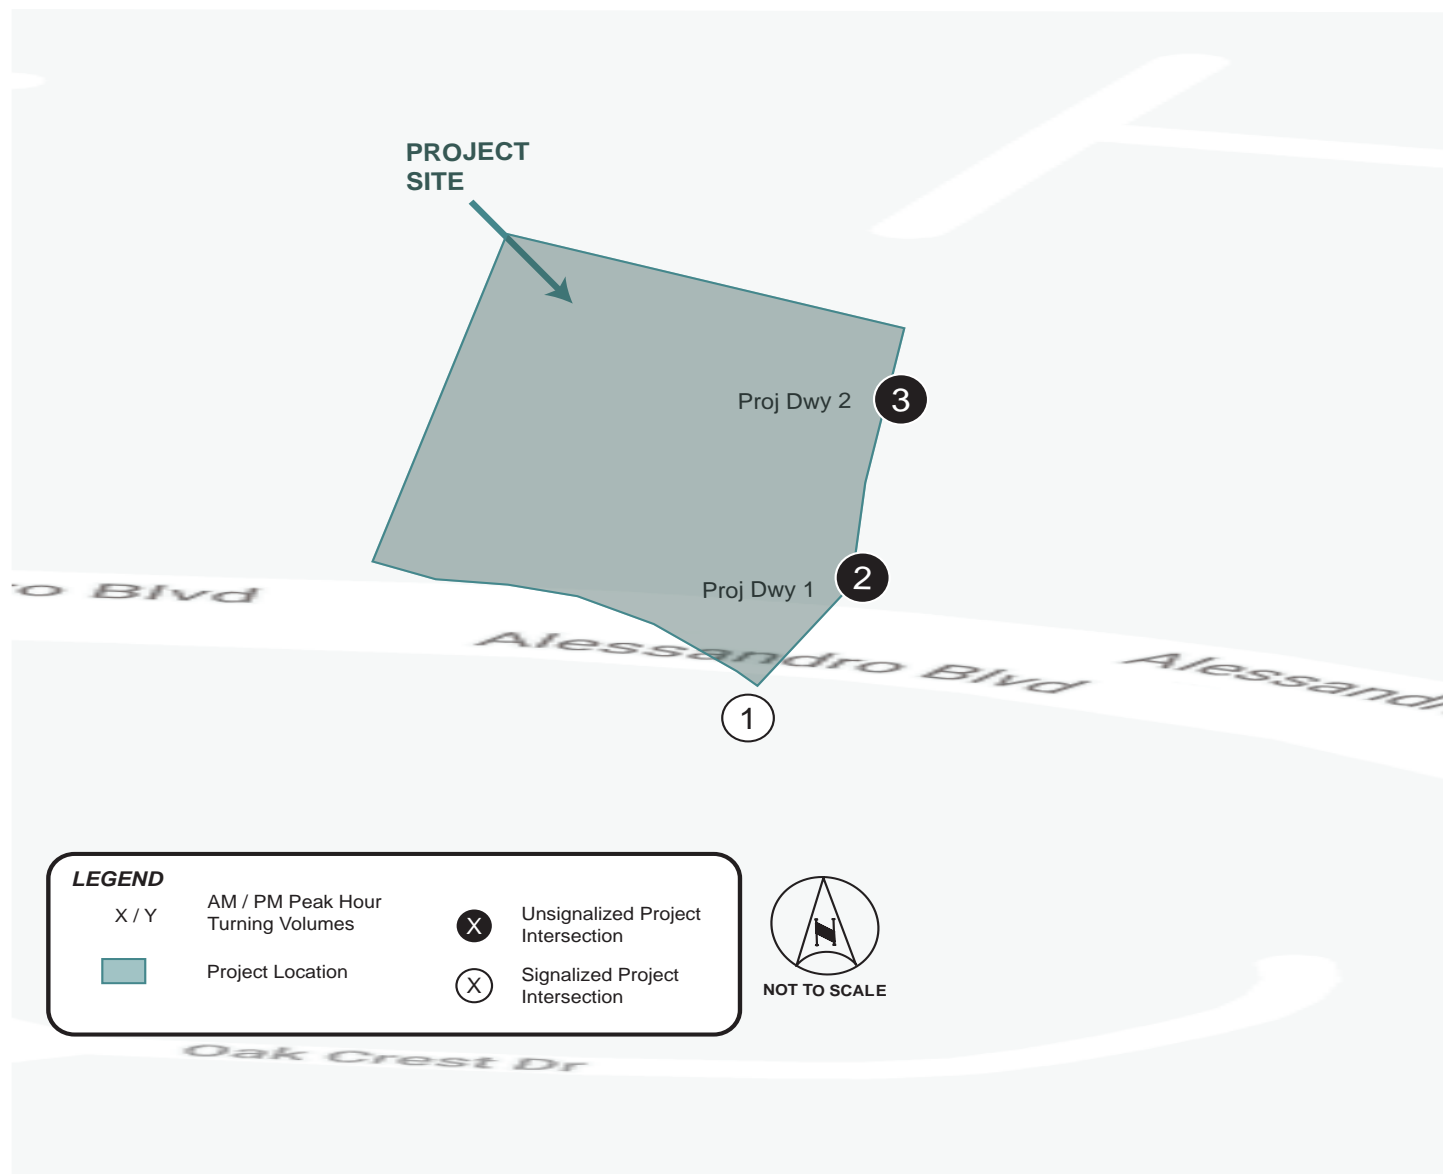 PROJECT
SITE
Proj Dwy 2
3
Proj Dwy 1
2
Blvd
Alessandro Blvd
1
LEGEND
X / Y
AM / PM Peak Hour
Turning Volumes
Project Location
X
Unsignalized Project
Intersection
X
Signalized Project
Intersection
N
NOT TO SCALE
Oak Crest Dr